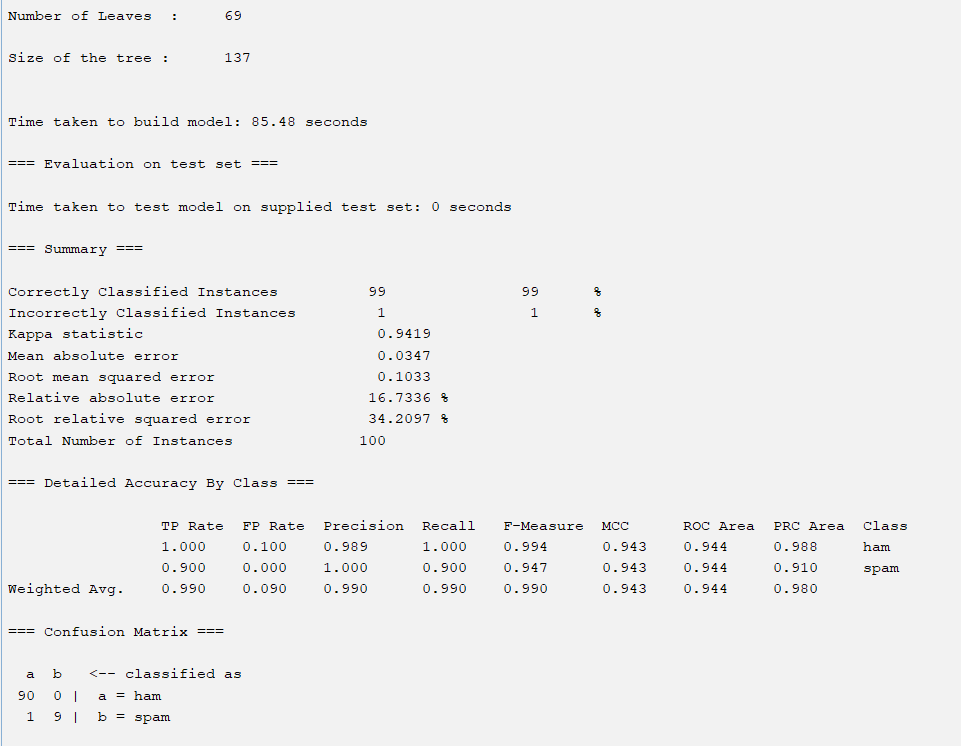 Number of Leaves  :     69
Size of the tree :      137
Time taken to build model: 85.48 seconds
=== Evaluation on test set ===
Time taken to test model on supplied test set: 0 seconds
=== Summary ===
Correctly Classified Instances          99               99      %
Incorrectly Classified Instances         1                1      %
Kappa statistic                          0.9419
Mean absolute error                      0.0347
Root mean squared error                  0.1033
Relative absolute error                 16.7336 %
Root relative squared error             34.2097 %
Total Number of Instances              100
=== Detailed Accuracy By Class ===
                 TP Rate  FP Rate  Precision  Recall   F-Measure  MCC      ROC Area  PRC Area  Class
                 1.000    0.100    0.989      1.000    0.994      0.943    0.944     0.988     ham
                 0.900    0.000    1.000      0.900    0.947      0.943    0.944     0.910     spam
Weighted Avg.    0.990    0.090    0.990      0.990    0.990      0.943    0.944     0.980
=== Confusion Matrix ===
  a  b   <-- classified as
 90  0 |  a = ham
  1  9 |  b = spam